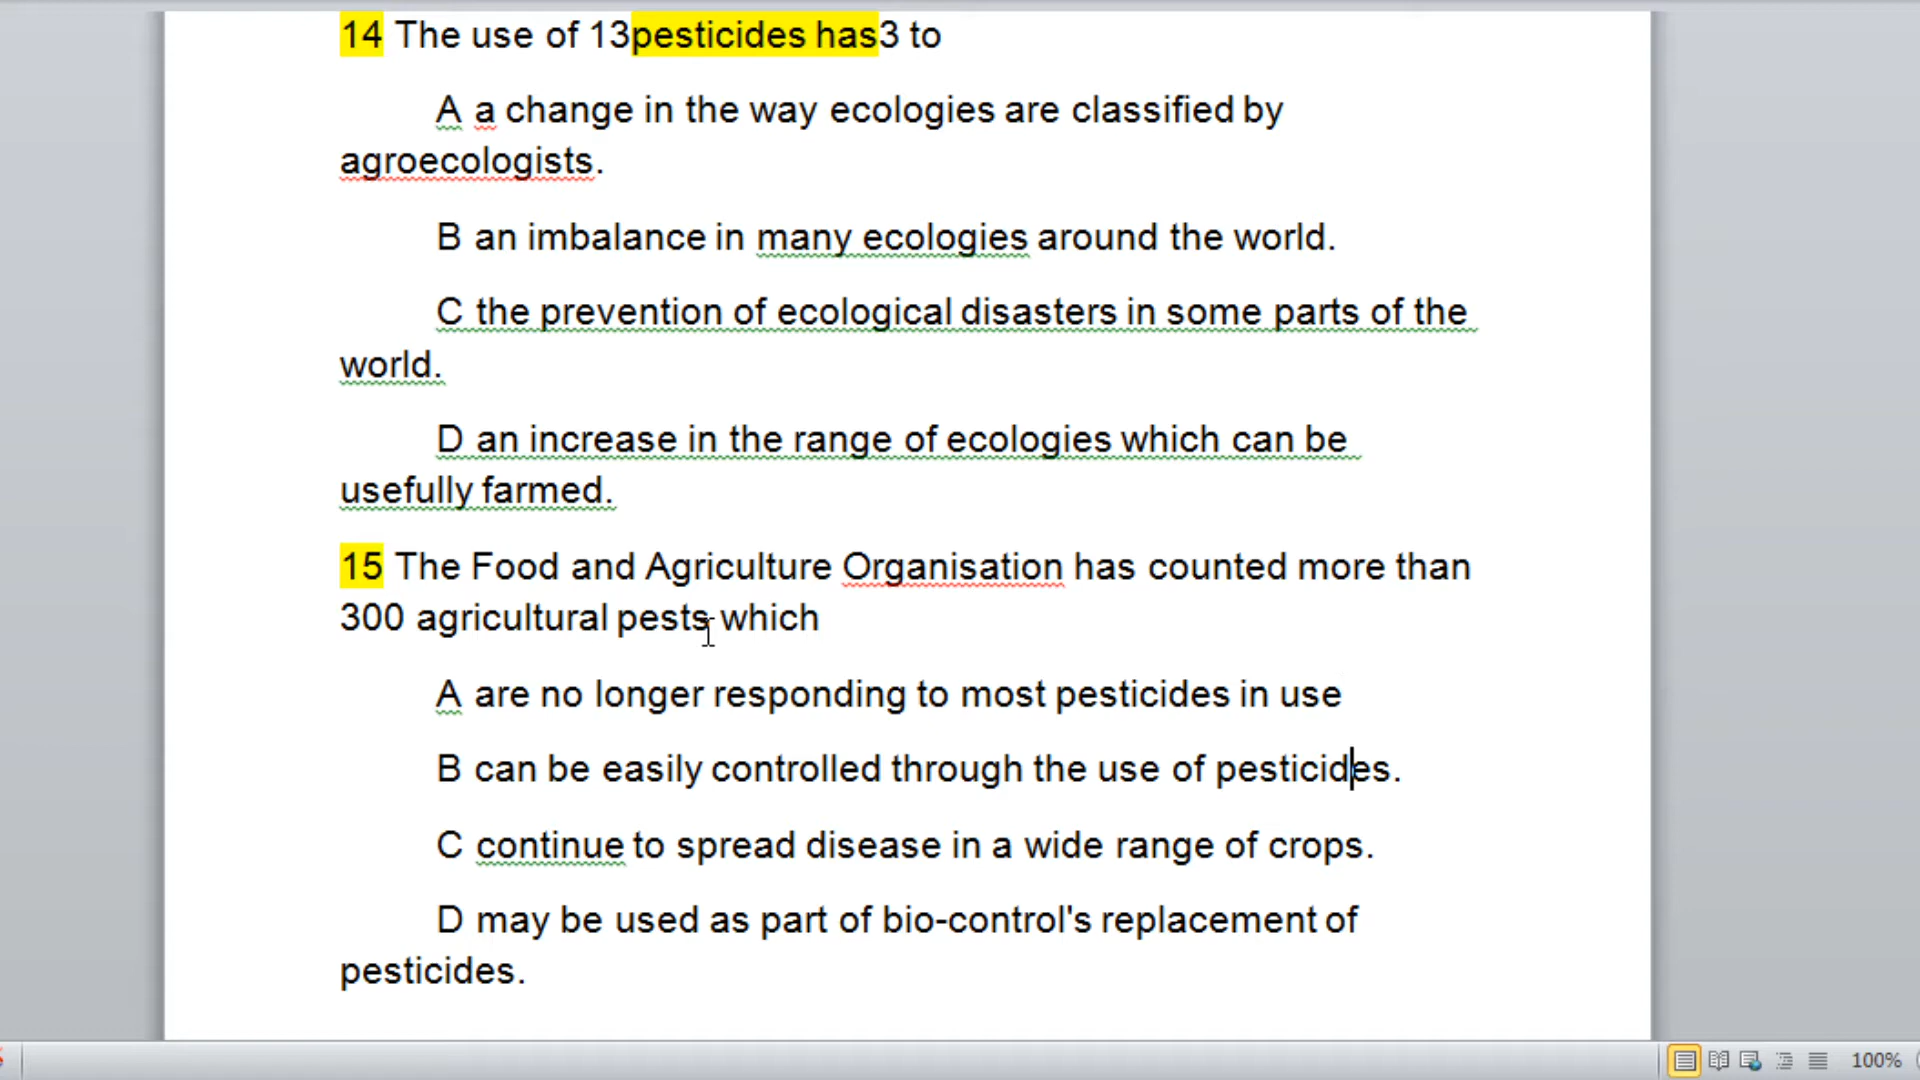 14 The use of 13pesticides has3 to
A a change in the way ecologies are classified by
agroecologists.
B an imbalance in many ecologies around the world.
C the prevention of ecological disasters in some parts of the
world.
D an increase in the range of ecologies which can be
usefully farmed.
15 The Food and Agriculture Organisation has counted more than
300 agricultural pests which
A are no longer responding to most pesticides in use
B can be easily controlled through the use of pesticides.
C continue to spread disease in a wide range of crops.
D may be used as part of bio-control's replacement of
pesticides.
100%